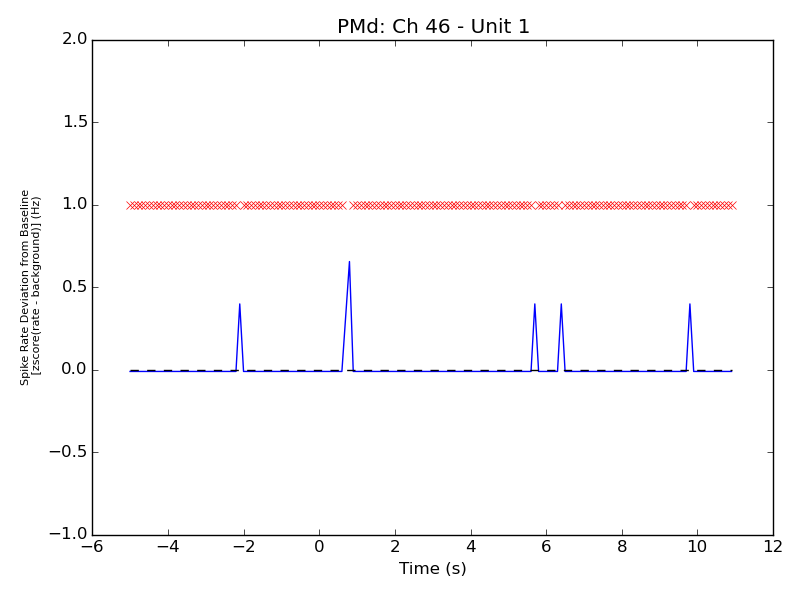 PMd: Ch 46 - Unit 1
2.0
1.5
1.0
0.5
0.0
−0.5
−1.0
Spike Rate Deviation from Baseline
[zscore(rate - background)] (Hz)
−6 −4 −2 0 2 4 6 8 10 12
Time (s)